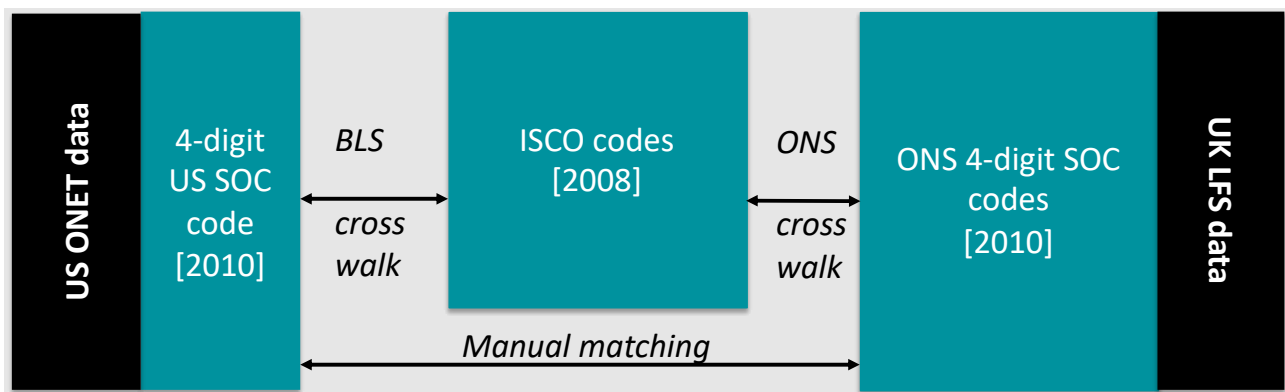 US ONET data
4-digit
US SOC
code
[2010]
BLS
cross
walk
ISCO codes
[2008]
ONS
cross
walk
ONS 4-digit SOC
codes
[2010]
UK LFS data
Manual matching